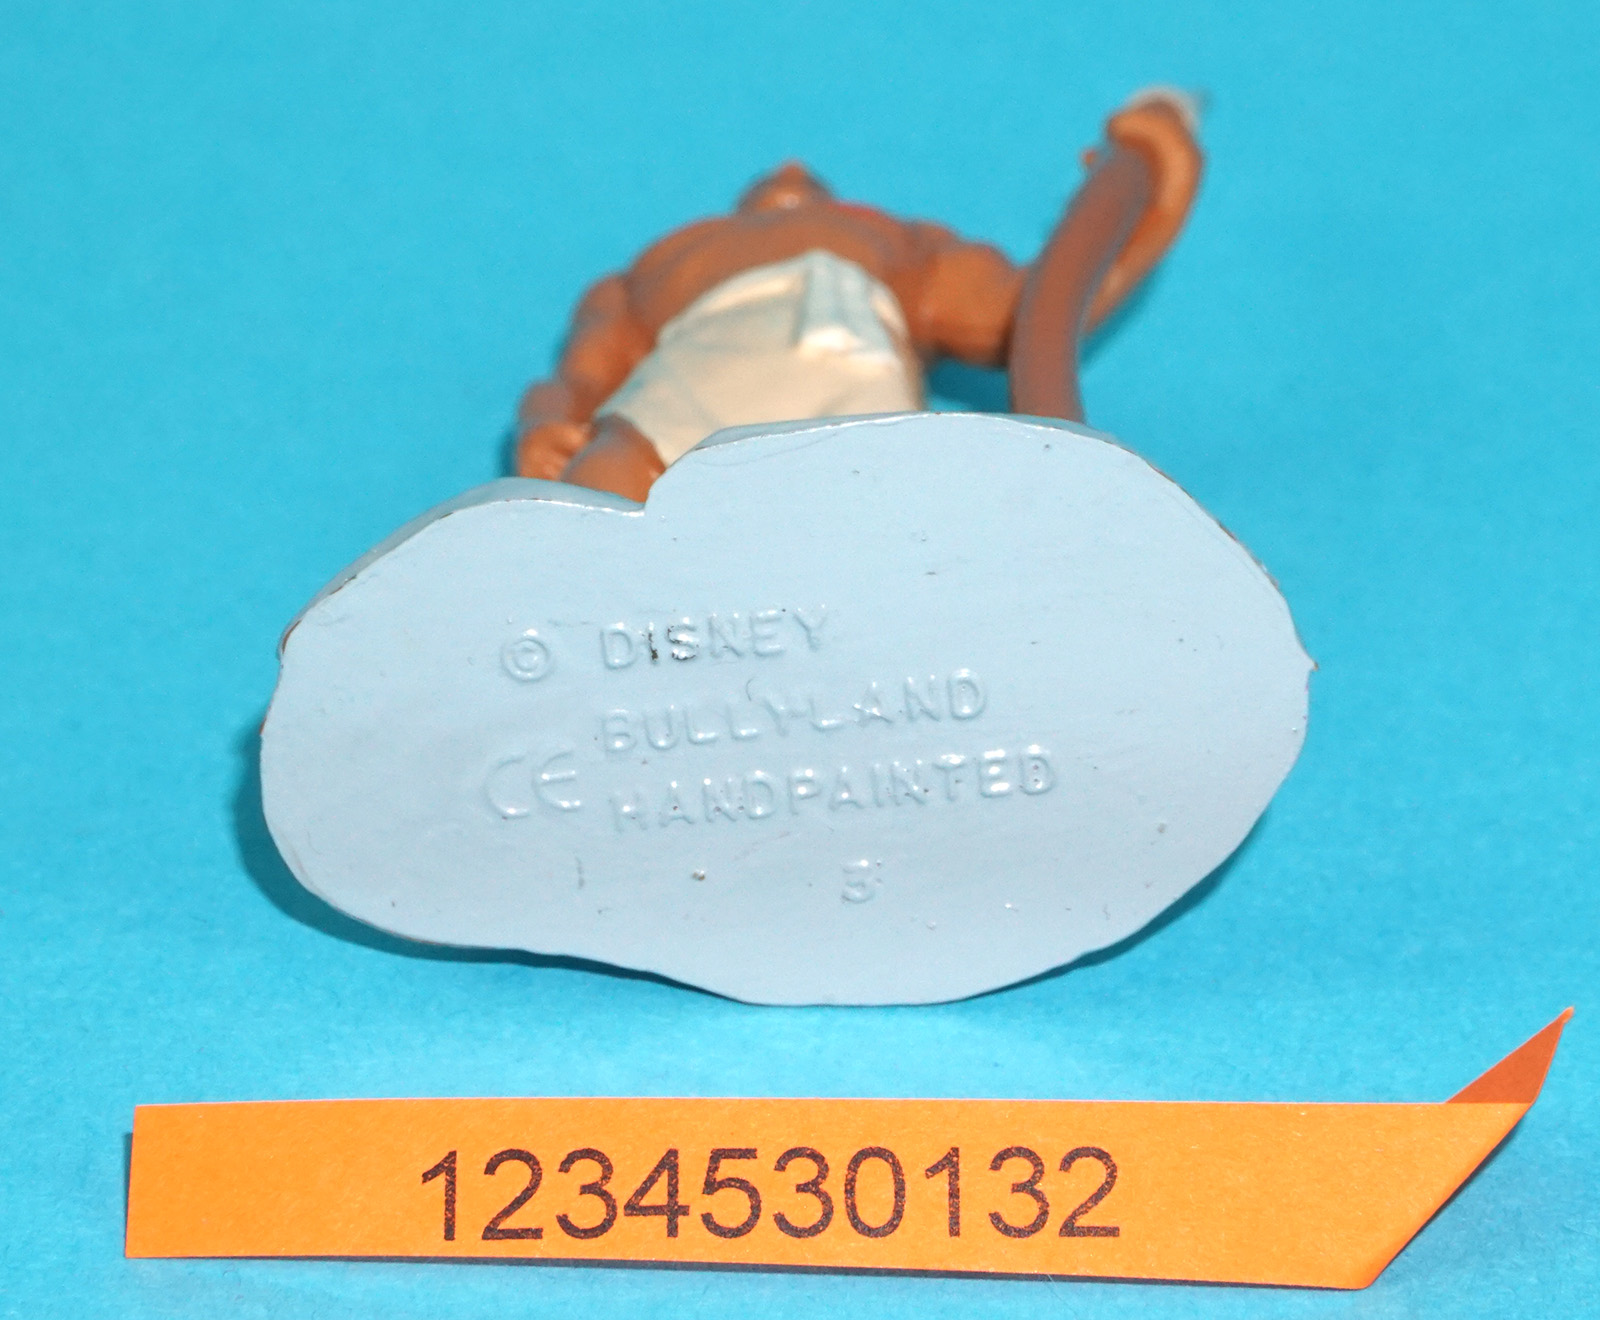 © DISNEY
BULLYLAND
CE HANDPAINTED
3
1234530132